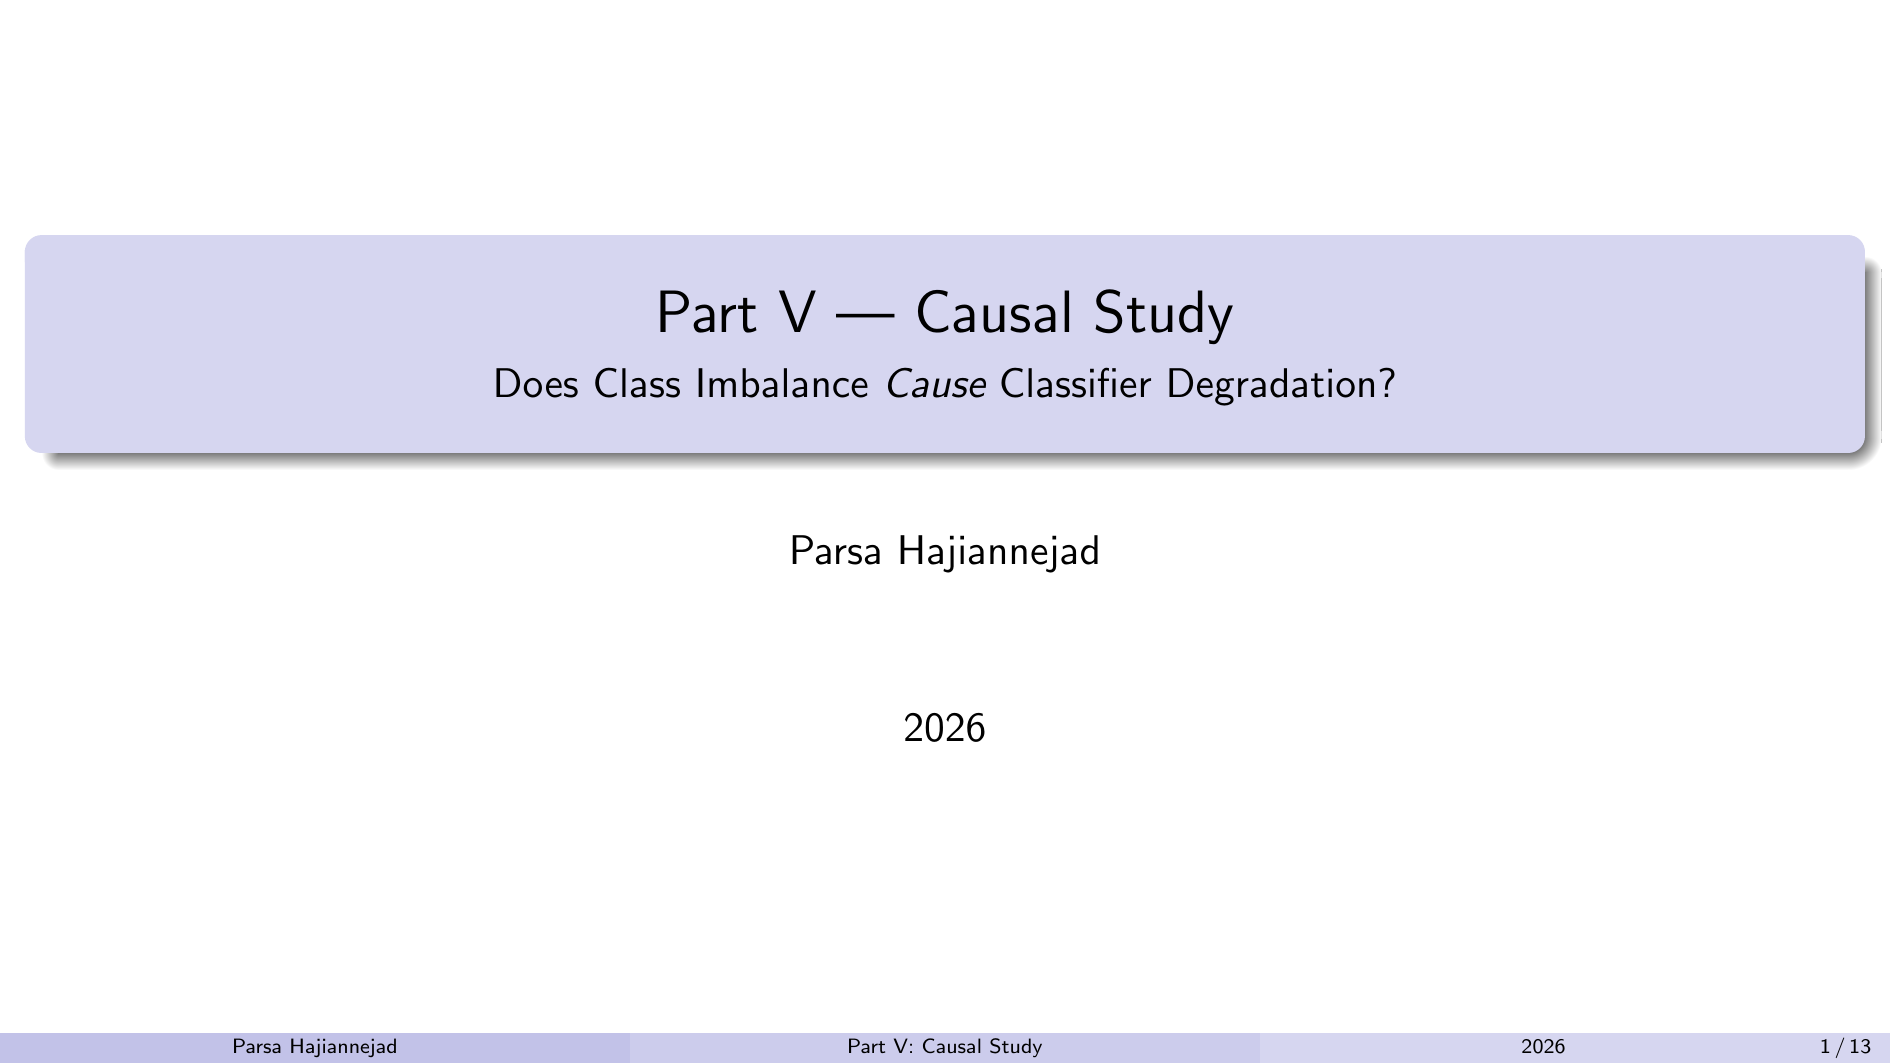 Part V — Causal Study
Does Class Imbalance Cause Classifier Degradation?
Parsa Hajiannejad
2026
Parsa Hajiannejad
Part V: Causal Study
2026
1 / 13